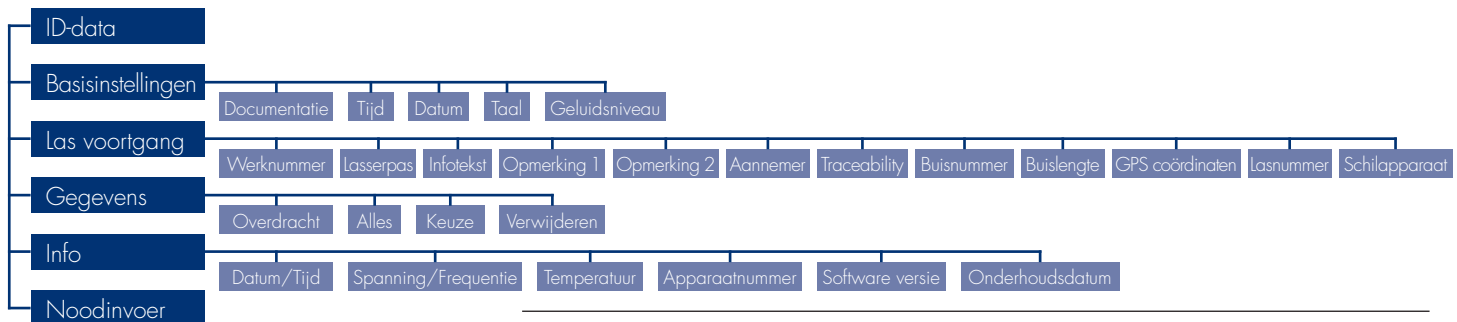 ID-data
Basisinstellingen
Documentatie Tijd Datum Taal Geluidsniveau
Las voortgang
Werknummer Lasserpas Infotekst Opmerking 1 Opmerking 2 Aannemer Traceability Buisnummer Buislengte GPS coördinaten Lasnummer Schilapparaat
Gegevens
Overdracht Alles Keuze Verwijderen
Info
Datum/Tijd Spanning/Frequentie Temperatuur Apparaatnummer Software versie Onderhoudsdatum
Noodinvoer